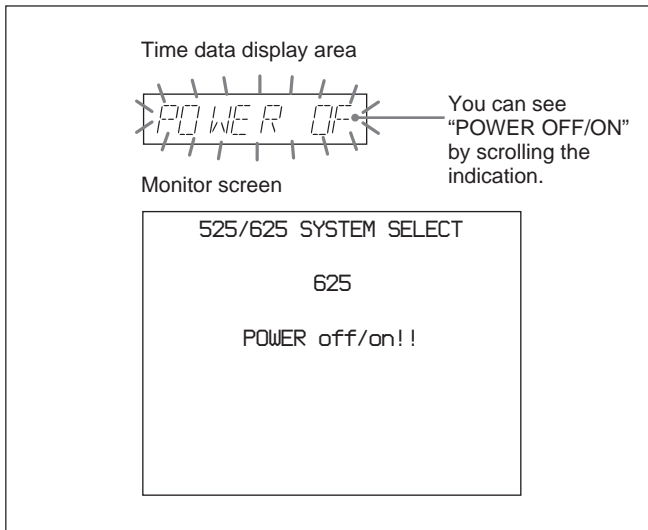 Time data display area
POWER OF
You can see
“POWER OFF/ON”
by scrolling the
indication.
Monitor screen
525/625 SYSTEM SELECT
625
POWER off/on!!